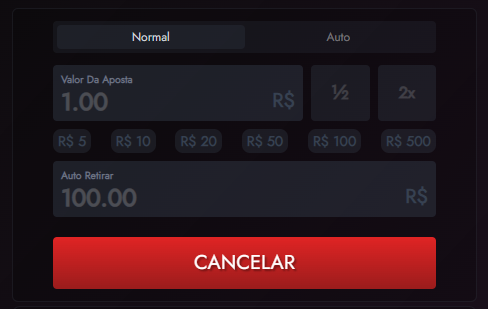 Normal Auto
Valor Da Aposta
1.00 R$ ½ 2x
R$ 5 R$ 10 R$ 20 R$ 50 R$ 100 R$ 500
Auto Retirar
100.00 R$
CANCELAR